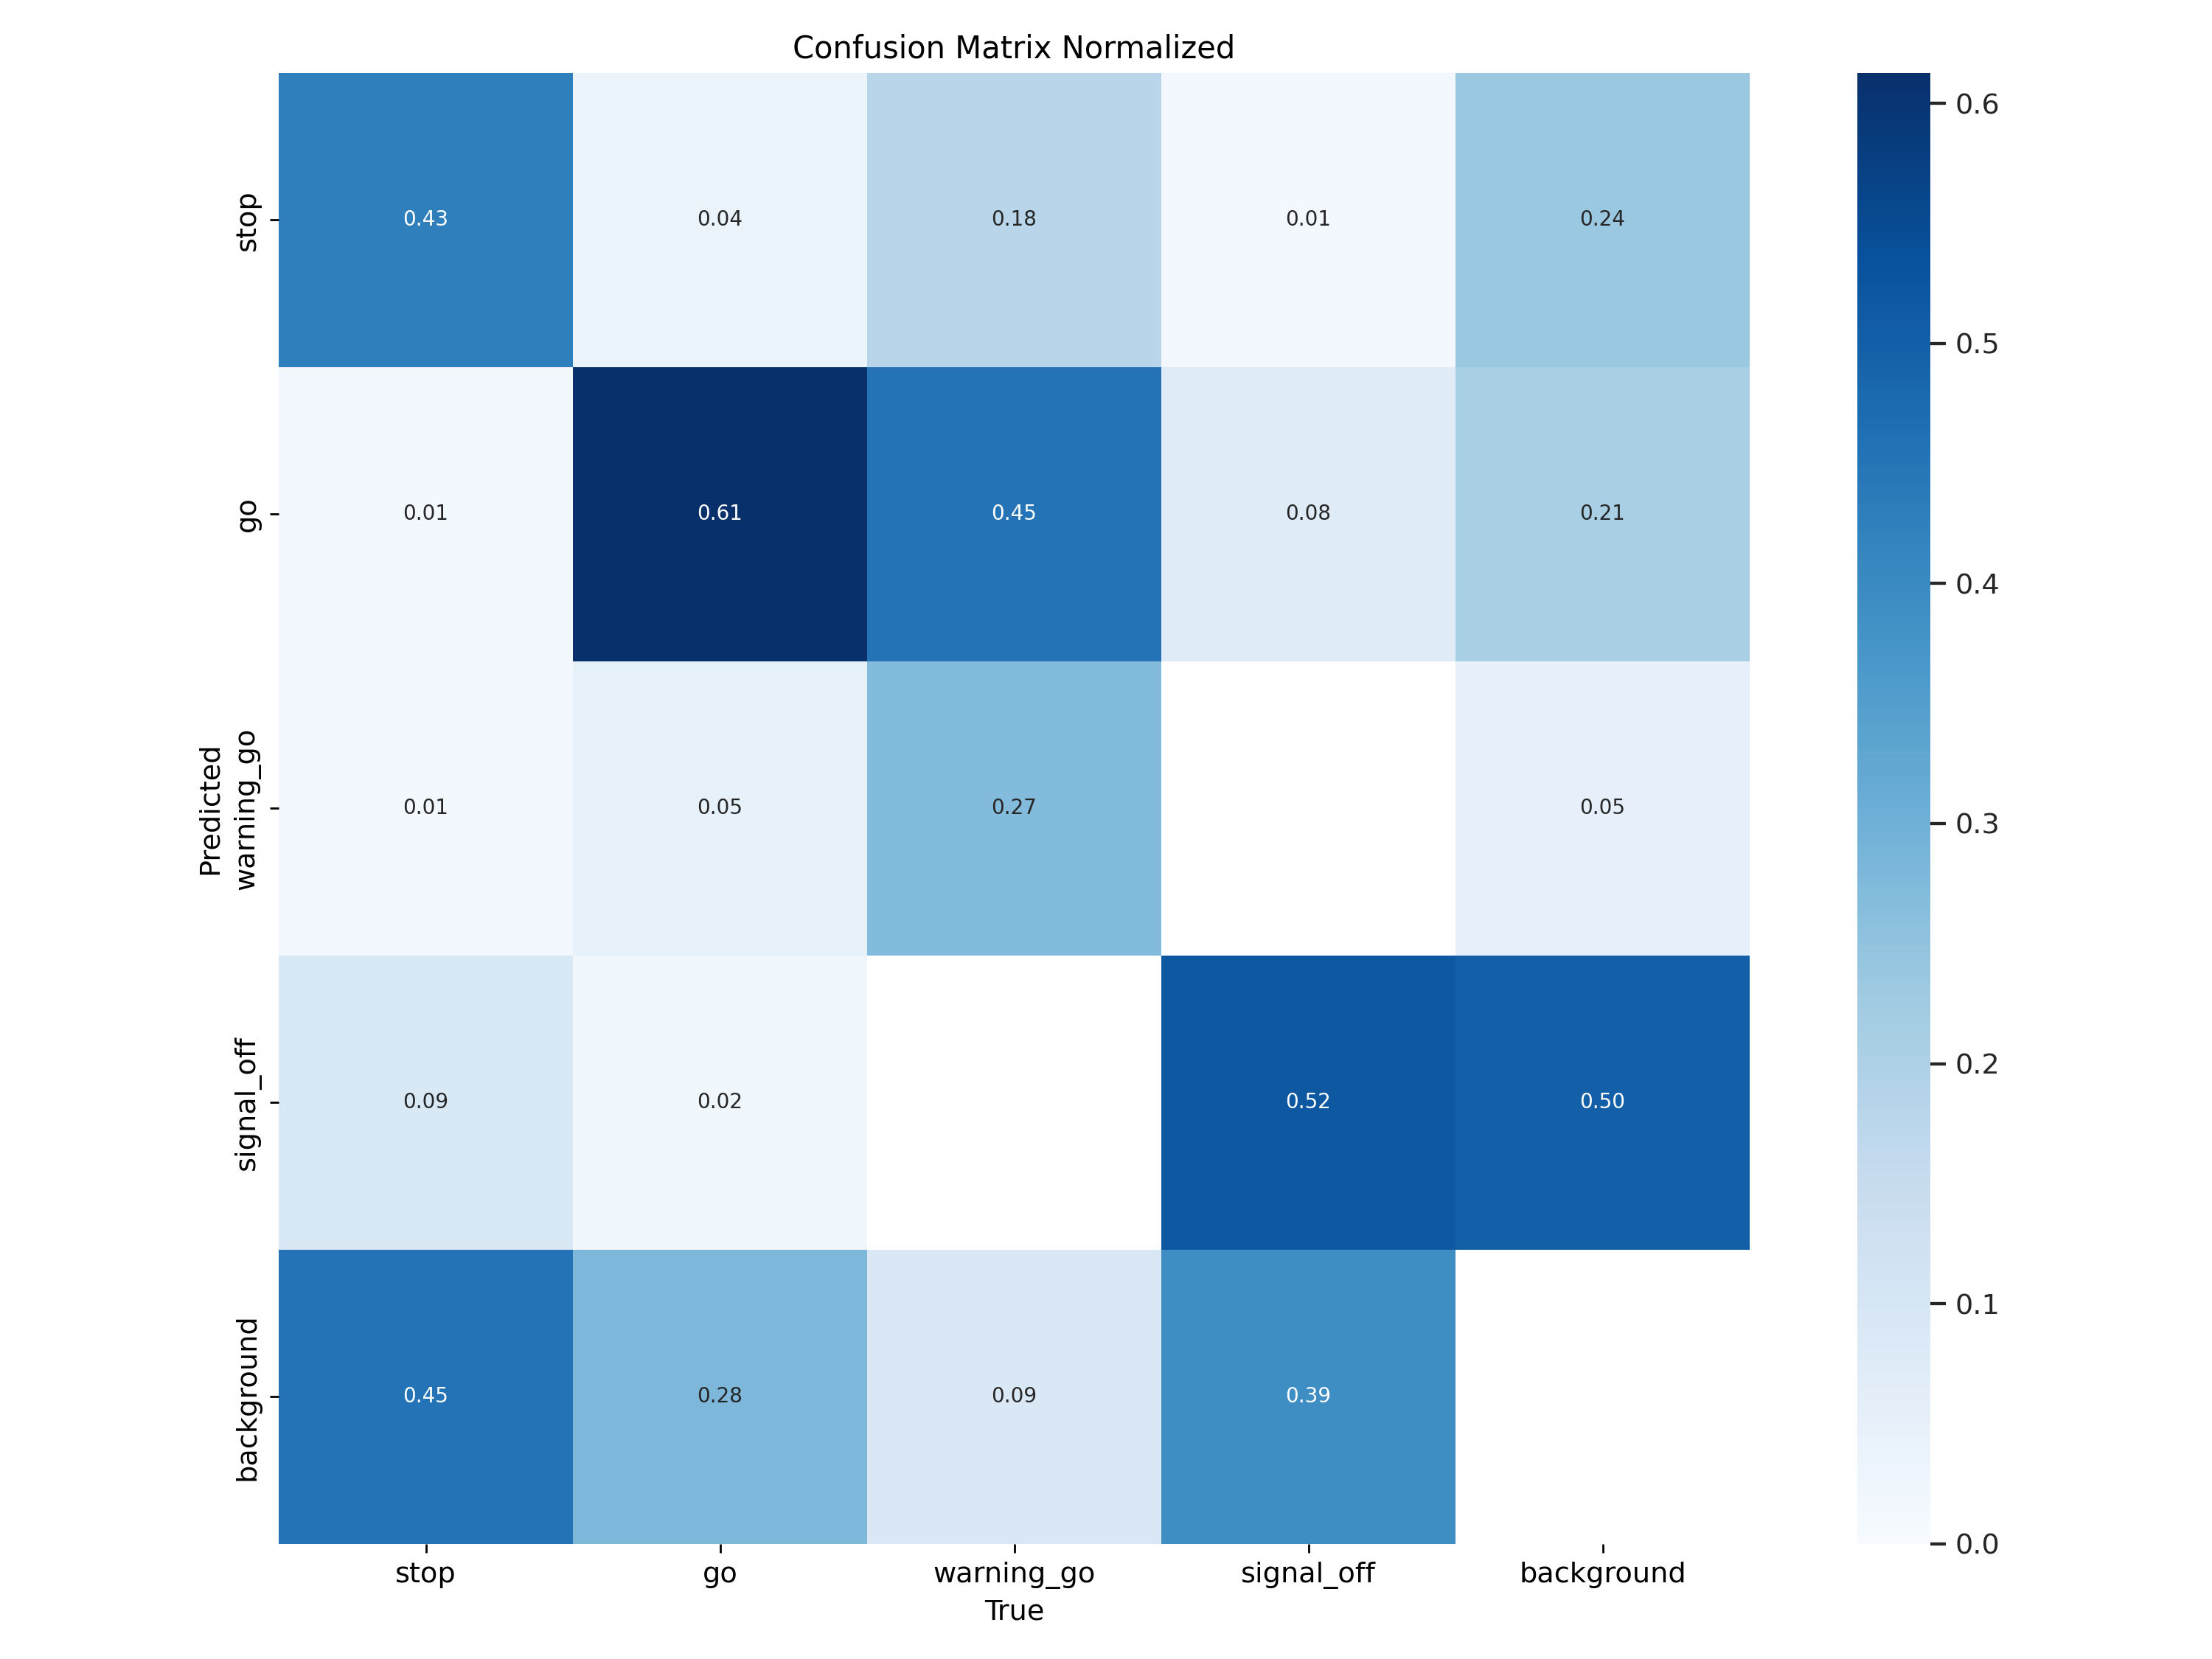 Confusion Matrix Normalized
stop
0.43
0.04
0.18
0.01
0.24
go
0.01
0.61
0.45
0.08
0.21
Predicted
warning_go
0.01
0.05
0.27
0.05
signal_off
0.09
0.02
0.52
0.50
background
0.45
0.28
0.09
0.39
stop
go
warning_go
signal_off
background
True
0.6
0.5
0.4
0.3
0.2
0.1
0.0